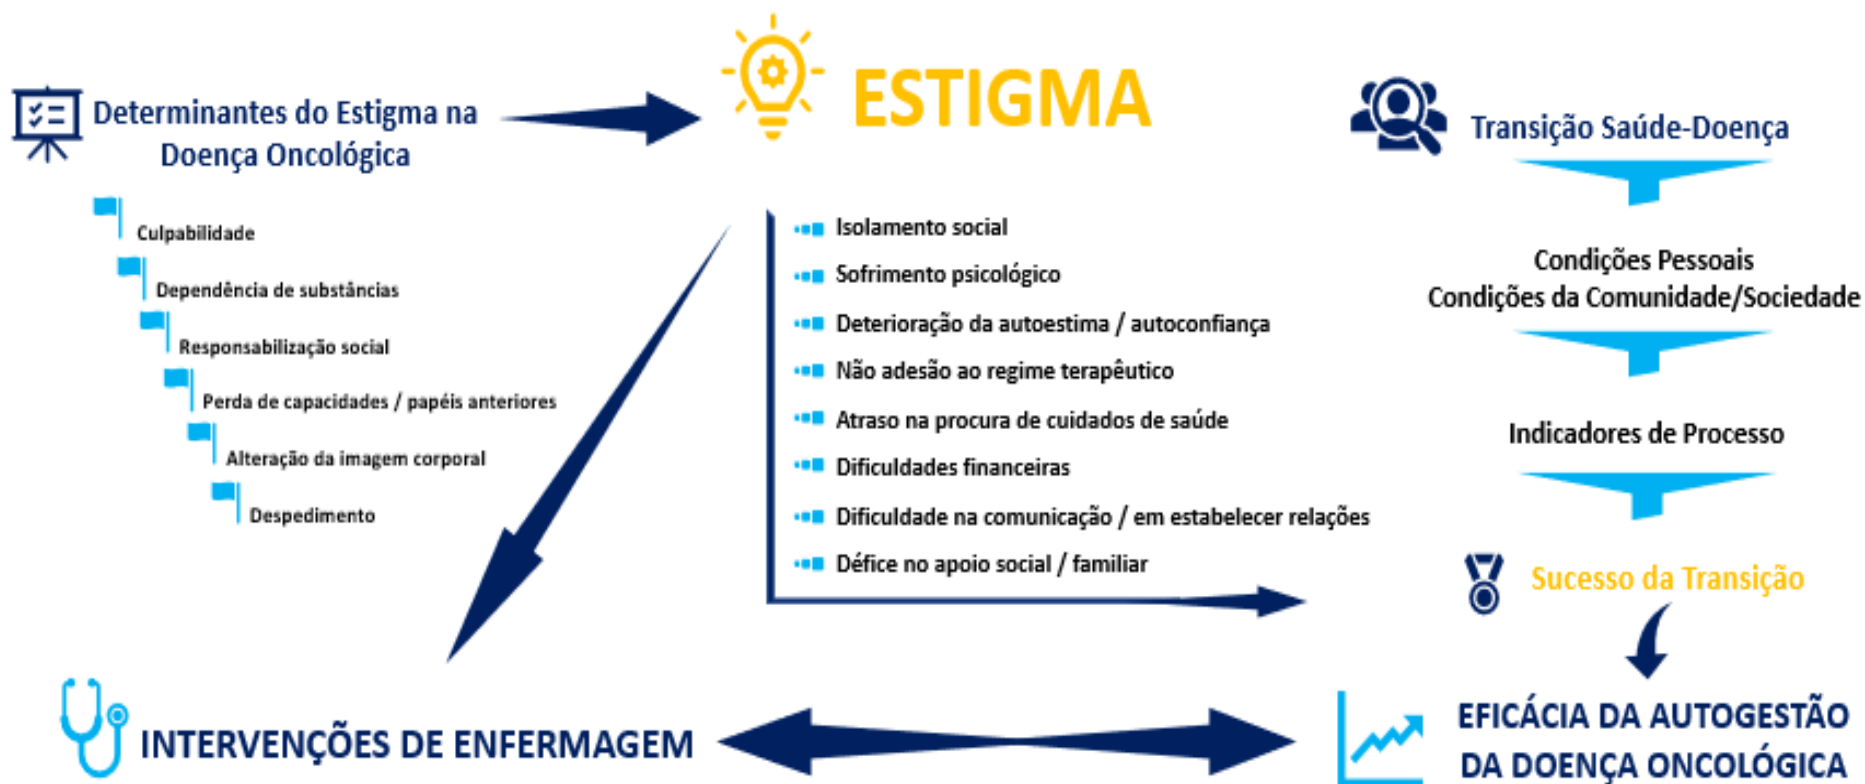 Determinantes do Estigma na
Doença Oncológica
Culpabilidade
Dependência de substâncias
Responsabilização social
Perda de capacidades / papéis anteriores
Alteração da imagem corporal
Despedimento
ESTIGMA
Isolamento social
Sofrimento psicológico
Deterioração da autoestima / autoconfiança
Não adesão ao regime terapêutico
Atraso na procura de cuidados de saúde
Dificuldades financeiras
Dificuldade na comunicação / em estabelecer relações
Défice no apoio social / familiar
Transição Saúde-Doença
Condições Pessoais
Condições da Comunidade/Sociedade
Indicadores de Processo
Sucesso da Transição
INTERVENÇÕES DE ENFERMAGEM
EFICÁCIA DA AUTOGESTÃO
DA DOENÇA ONCOLÓGICA